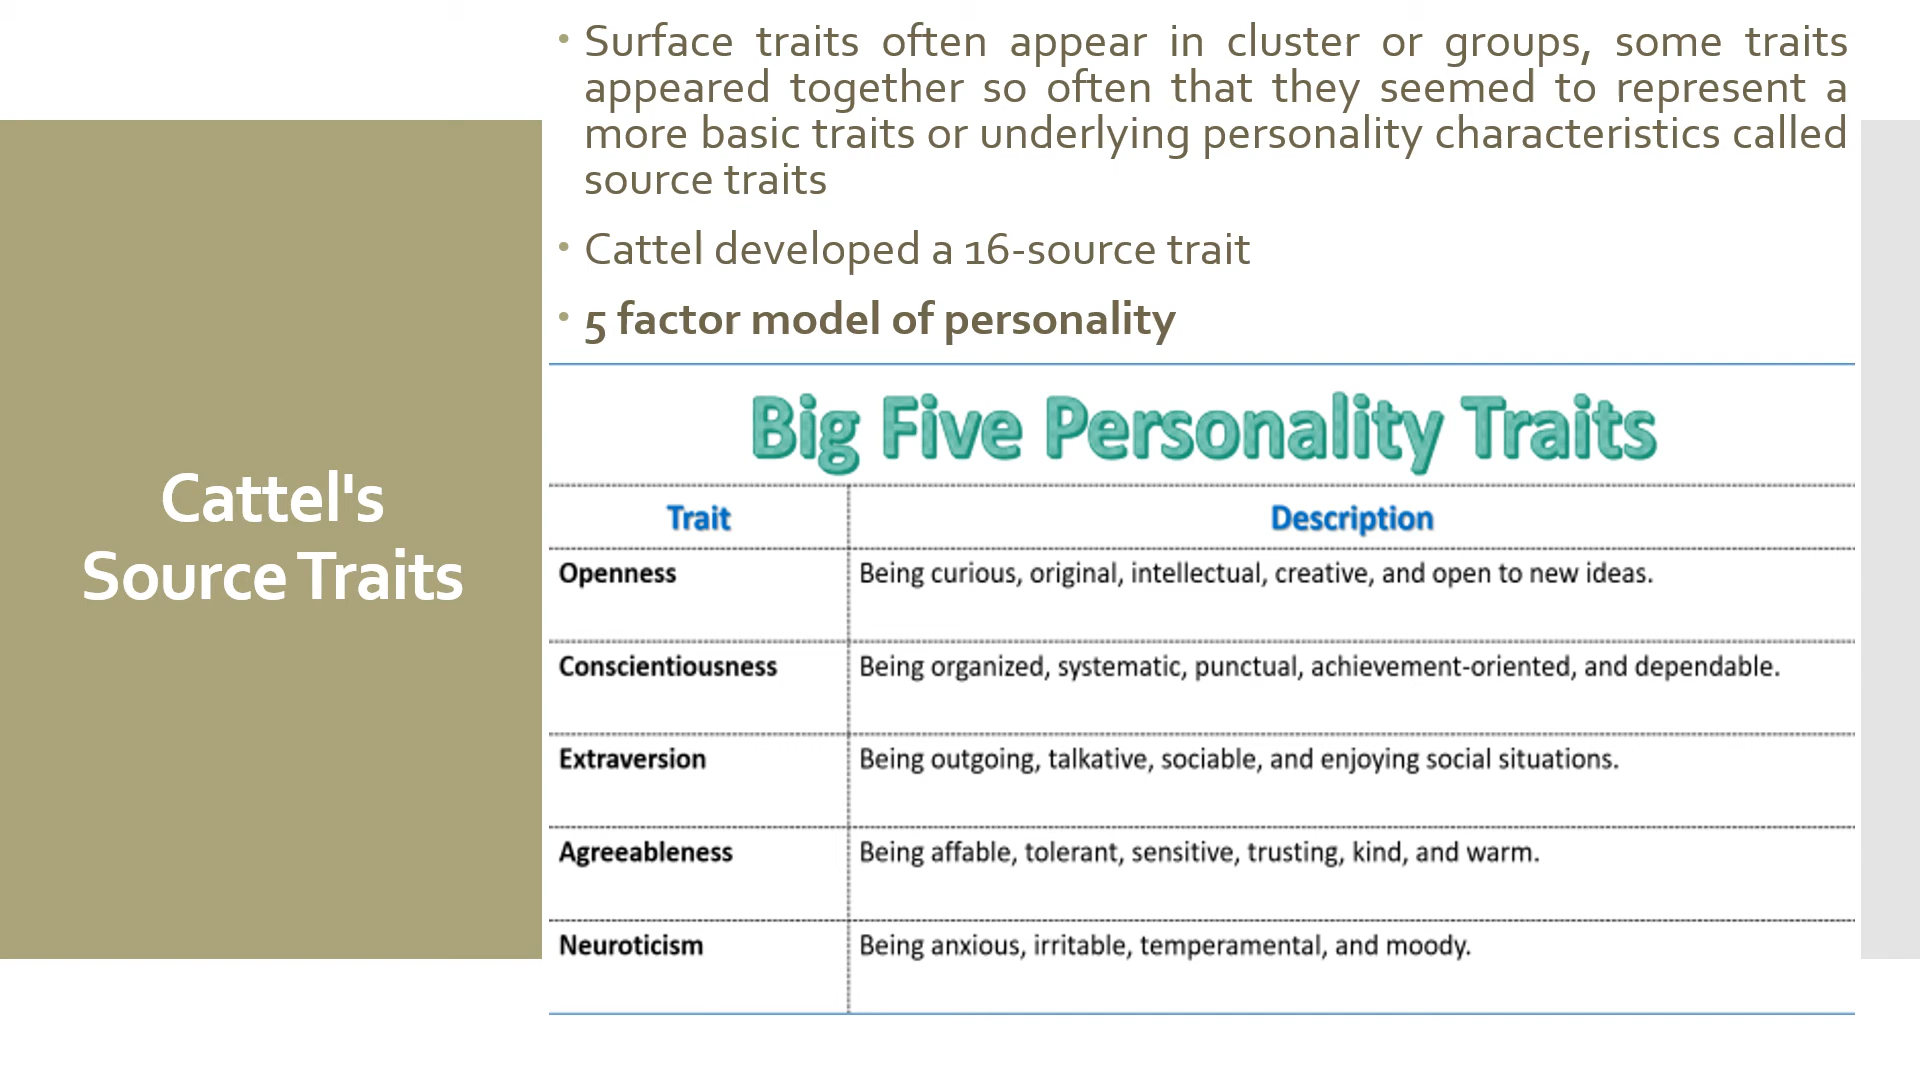 Cattel's
Source Traits
• Surface traits often appear in cluster or groups, some traits
appeared together so often that they seemed to represent a
more basic traits or underlying personality characteristics called
source traits
• Cattel developed a 16-source trait
• 5 factor model of personality
Big Five Personality Traits
Trait Description
Openness Being curious, original, intellectual, creative, and open to new ideas.
Conscientiousness Being organized, systematic, punctual, achievement-oriented, and dependable.
Extraversion Being outgoing, talkative, sociable, and enjoying social situations.
Agreeableness Being affable, tolerant, sensitive, trusting, kind, and warm.
Neuroticism Being anxious, irritable, temperamental, and moody.